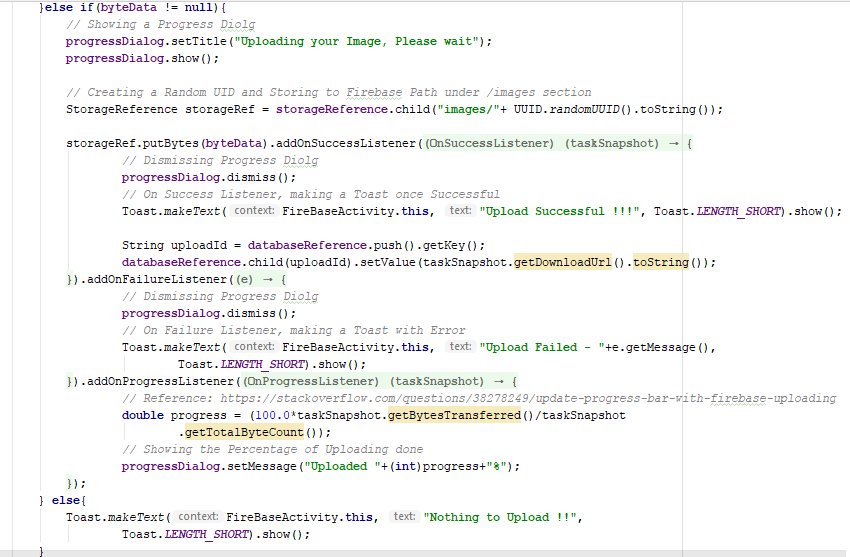 }else if(byteData != null){
// Showing a Progress Diolg
progressDialog.setTitle("Uploading your Image, Please wait");
progressDialog.show();
// Creating a Random UID and Storing to Firebase Path under /images section
StorageReference storageRef = storageReference.child("images/"+ UUID.randomUUID().toString());
storageRef.putBytes(byteData).addOnSuccessListener((OnSuccessListener) (taskSnapshot) → {
// Dismissing Progress Diolg
progressDialog.dismiss();
// On Success Listener, making a Toast once Successful
Toast.makeText( context: FireBaseActivity.this, text: "Upload Successful !!!", Toast.LENGTH_SHORT).show();
String uploadId = databaseReference.push().getKey();
databaseReference.child(uploadId).setValue(taskSnapshot.getDownloadUrl().toString());
}).addOnFailureListener((e) → {
// Dismissing Progress Diolg
progressDialog.dismiss();
// On Failure Listener, making a Toast with Error
Toast.makeText( context: FireBaseActivity.this, text: "Upload Failed - "+e.getMessage(),
Toast.LENGTH_SHORT).show();
}).addOnProgressListener((OnProgressListener) (taskSnapshot) → {
// Reference: https://stackoverflow.com/questions/38278249/update-progress-bar-with-firebase-uploading
double progress = (100.0*taskSnapshot.getBytesTransferred()/taskSnapshot
.getTotalByteCount());
// Showing the Percentage of Uploading done
progressDialog.setMessage("Uploaded "+(int)progress+"%");
});
} else{
Toast.makeText( context: FireBaseActivity.this, text: "Nothing to Upload !!",
Toast.LENGTH_SHORT).show();
}